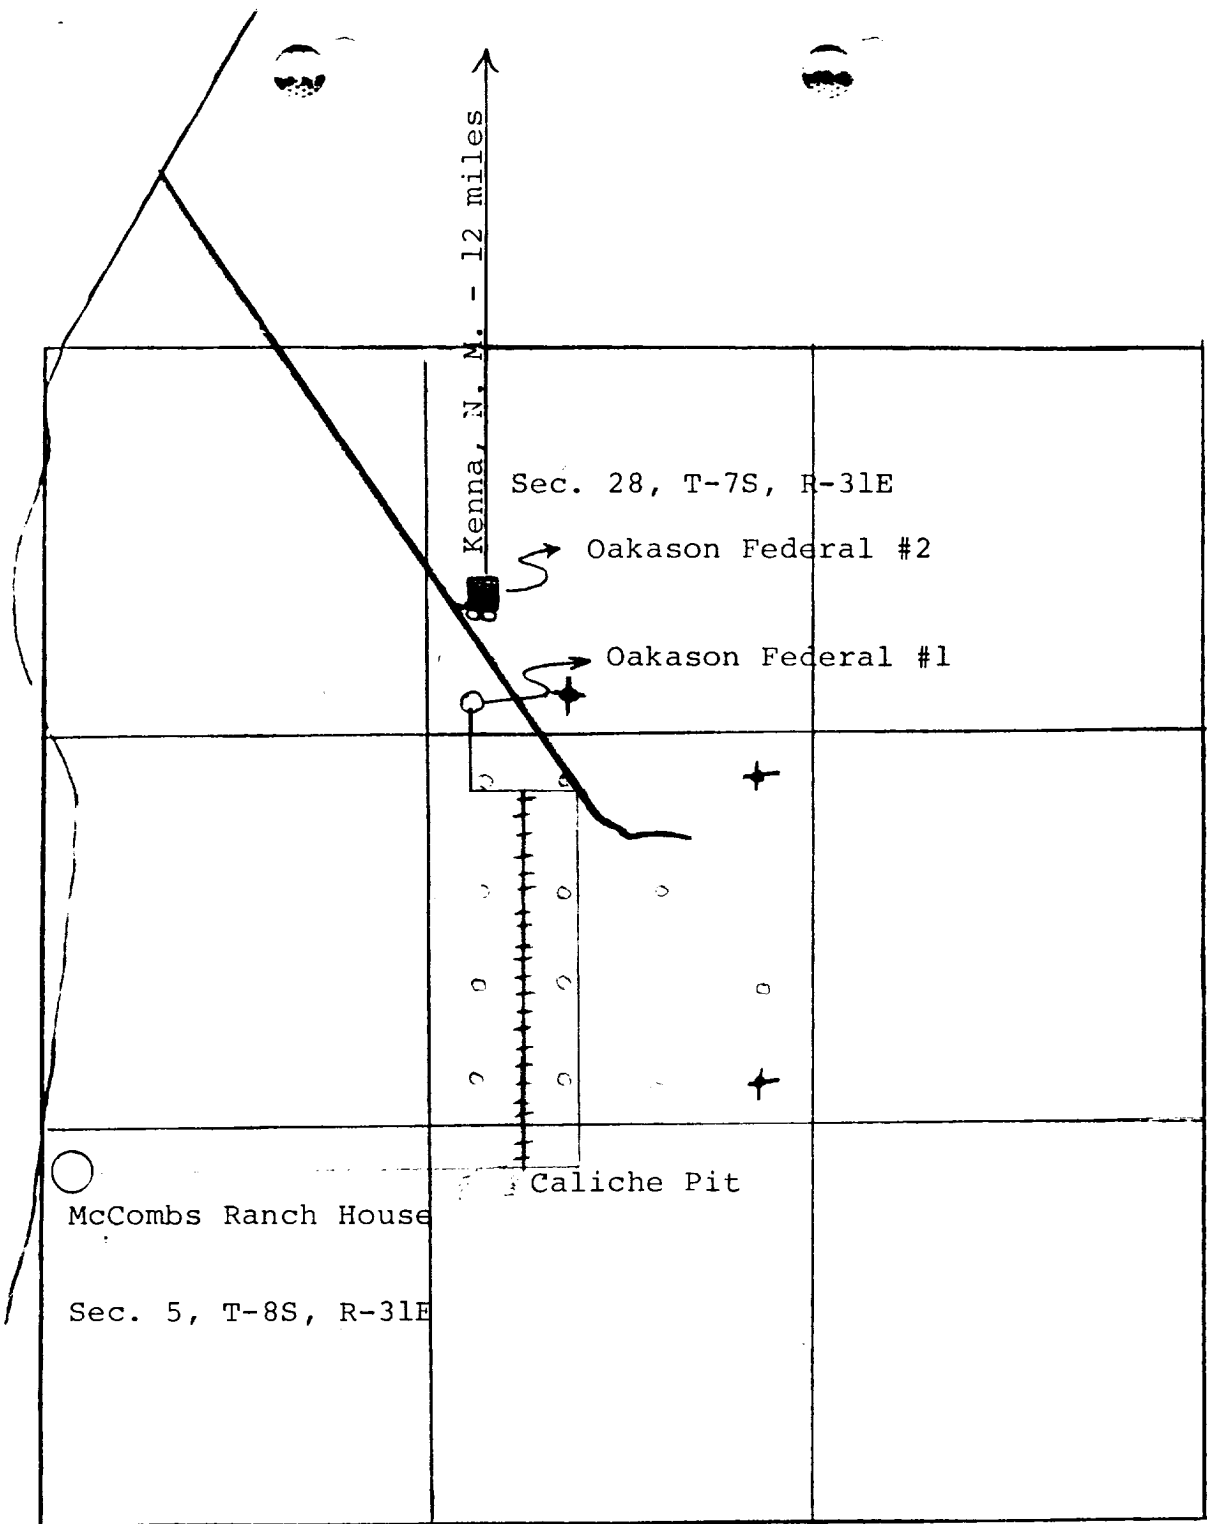 Kenna, N. M. - 12 miles
Sec. 28, T-7S, R-31E
Oakason Federal #2
Oakason Federal #1
Caliche Pit
McCombs Ranch House
Sec. 5, T-8S, R-31E